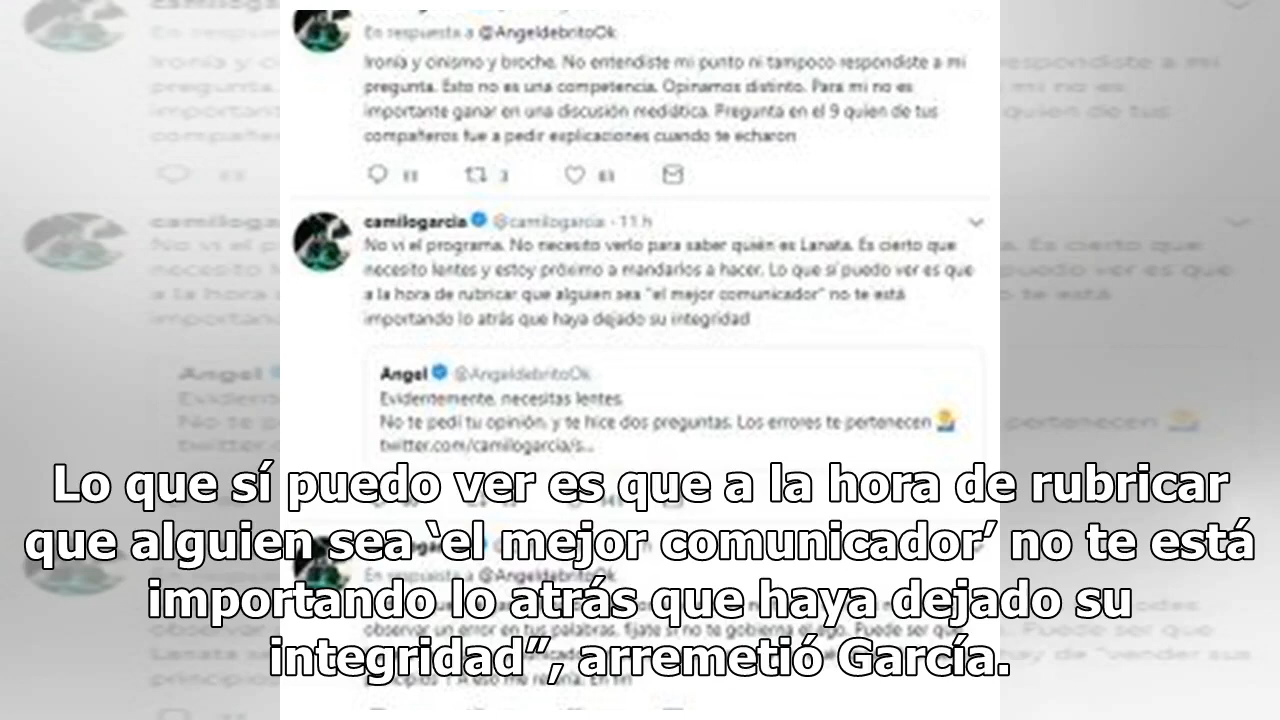 En respuesta a @AngeldebritoOk
Ironía y cinismo y broche. No entendiste mi punto ni tampoco respondiste a mi
pregunta. Esto no es una competencia. Opinamos distinto. Para mi no es
importante ganar en una discusión mediática. Pregunta en el 9 quien de tus
compañeros fue a pedir explicaciones cuando te echaron
11 3 61
camilogarcia @camilogarcia · 11 h
No vi el programa. No necesito verlo para saber quién es Lanata. Es cierto que
necesito lentes y estoy próximo a mandarlos a hacer. Lo que sí puedo ver es que
a la hora de rubricar que alguien sea "el mejor comunicador" no te está
importando lo atrás que haya dejado su integridad
Angel @AngeldebritoOk
Evidentemente, necesitas lentes.
No te pedí tu opinión, y te hice dos preguntas. Los errores te pertenecen
twitter.com/camilogarcia/s...
Lo que sí puedo ver es que a la hora de rubricar
que alguien sea ‘el mejor comunicador’ no te está
importando lo atrás que haya dejado su
integridad”, arremetió García.
En respuesta a @AngeldebritoOk
observar un error en tus palabras, fijate si no te gobierna el ego. Puede ser que